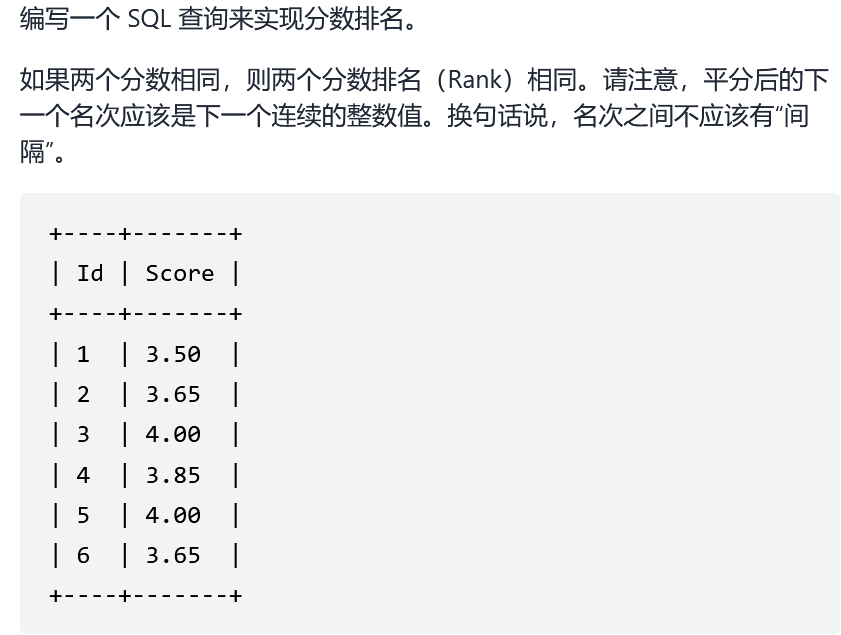 编写一个 SQL 查询来实现分数排名。
如果两个分数相同，则两个分数排名（Rank）相同。请注意，平分后的下
一个名次应该是下一个连续的整数值。换句话说，名次之间不应该有“间
隔”。
+----+-------+
| Id | Score |
+----+-------+
| 1  | 3.50  |
| 2  | 3.65  |
| 3  | 4.00  |
| 4  | 3.85  |
| 5  | 4.00  |
| 6  | 3.65  |
+----+-------+